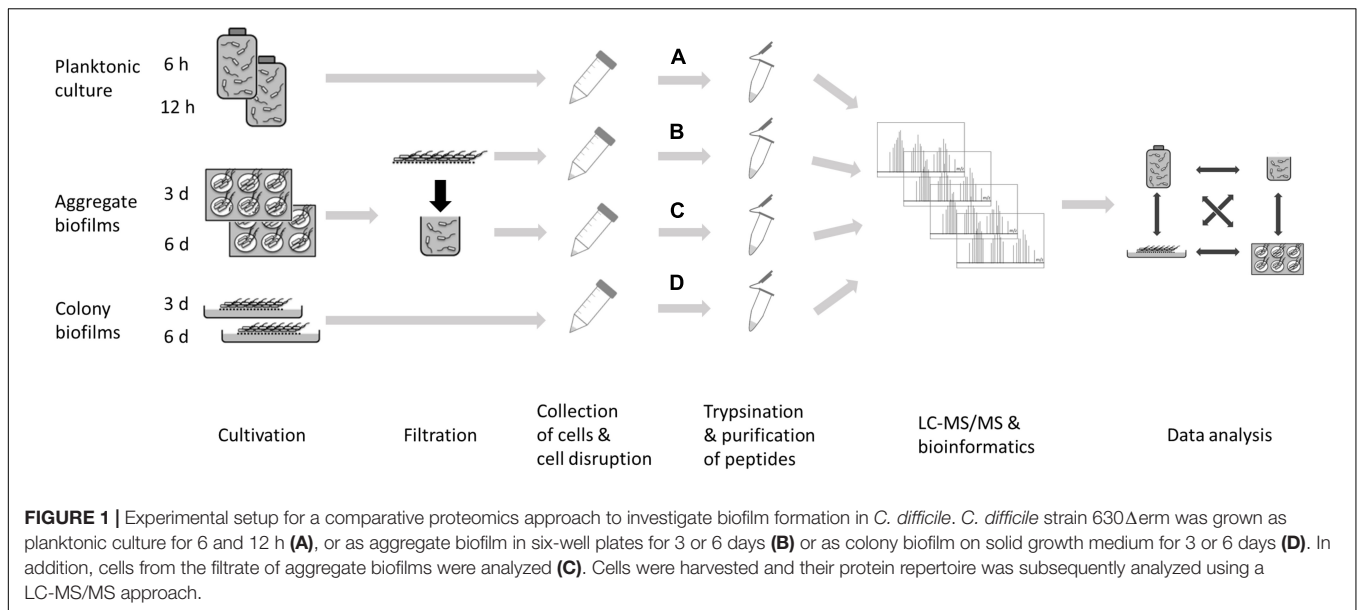 Planktonic
culture
6 h
12 h
A
B
Aggregate
biofilms
3 d
6 d
C
Colony
biofilms
3 d
6 d
D
m/z
m/z
m/z
m/z
Cultivation
Filtration
Collection
of cells &
cell disruption
Trypsination
& purification
of peptides
LC-MS/MS &
bioinformatics
Data analysis
FIGURE 1 | Experimental setup for a comparative proteomics approach to investigate biofilm formation in C. difficile. C. difficile strain 630Δerm was grown as
planktonic culture for 6 and 12 h (A), or as aggregate biofilm in six-well plates for 3 or 6 days (B) or as colony biofilm on solid growth medium for 3 or 6 days (D). In
addition, cells from the filtrate of aggregate biofilms were analyzed (C). Cells were harvested and their protein repertoire was subsequently analyzed using a
LC-MS/MS approach.